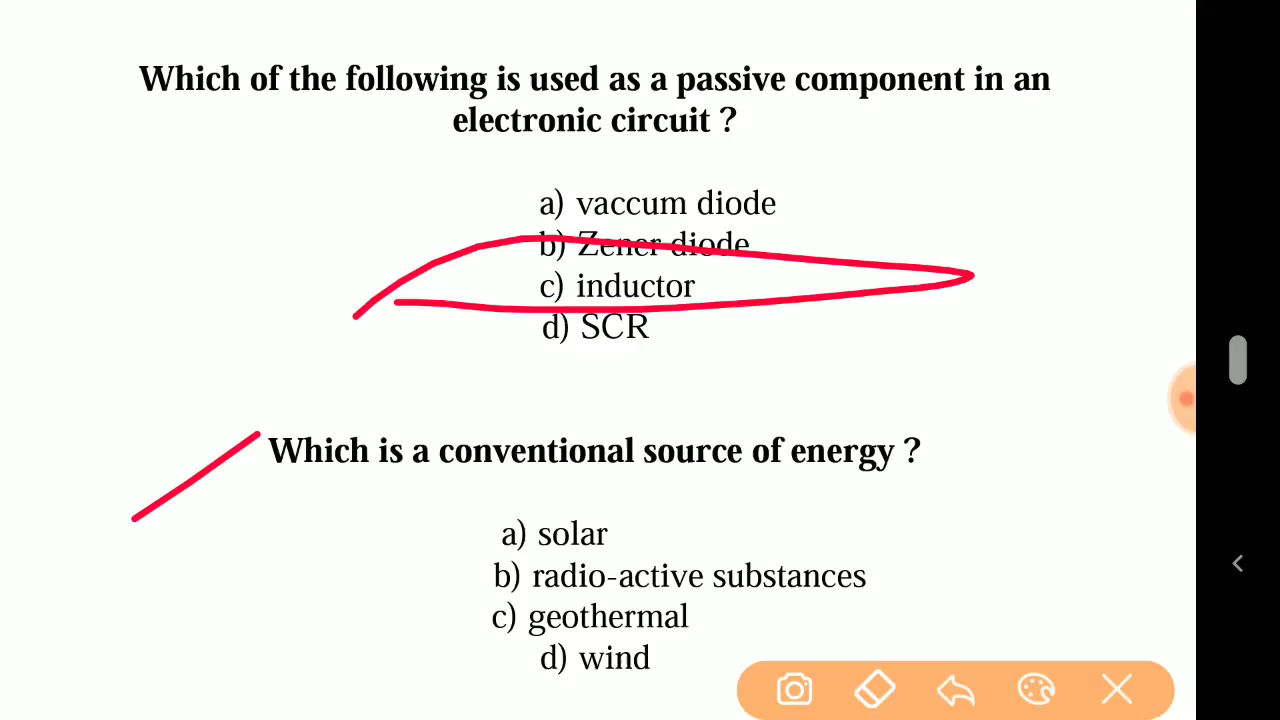 Which of the following is used as a passive component in an
electronic circuit ?
a) vaccum diode
b) Zener diode
c) inductor
d) SCR
Which is a conventional source of energy ?
a) solar
b) radio-active substances
c) geothermal
d) wind